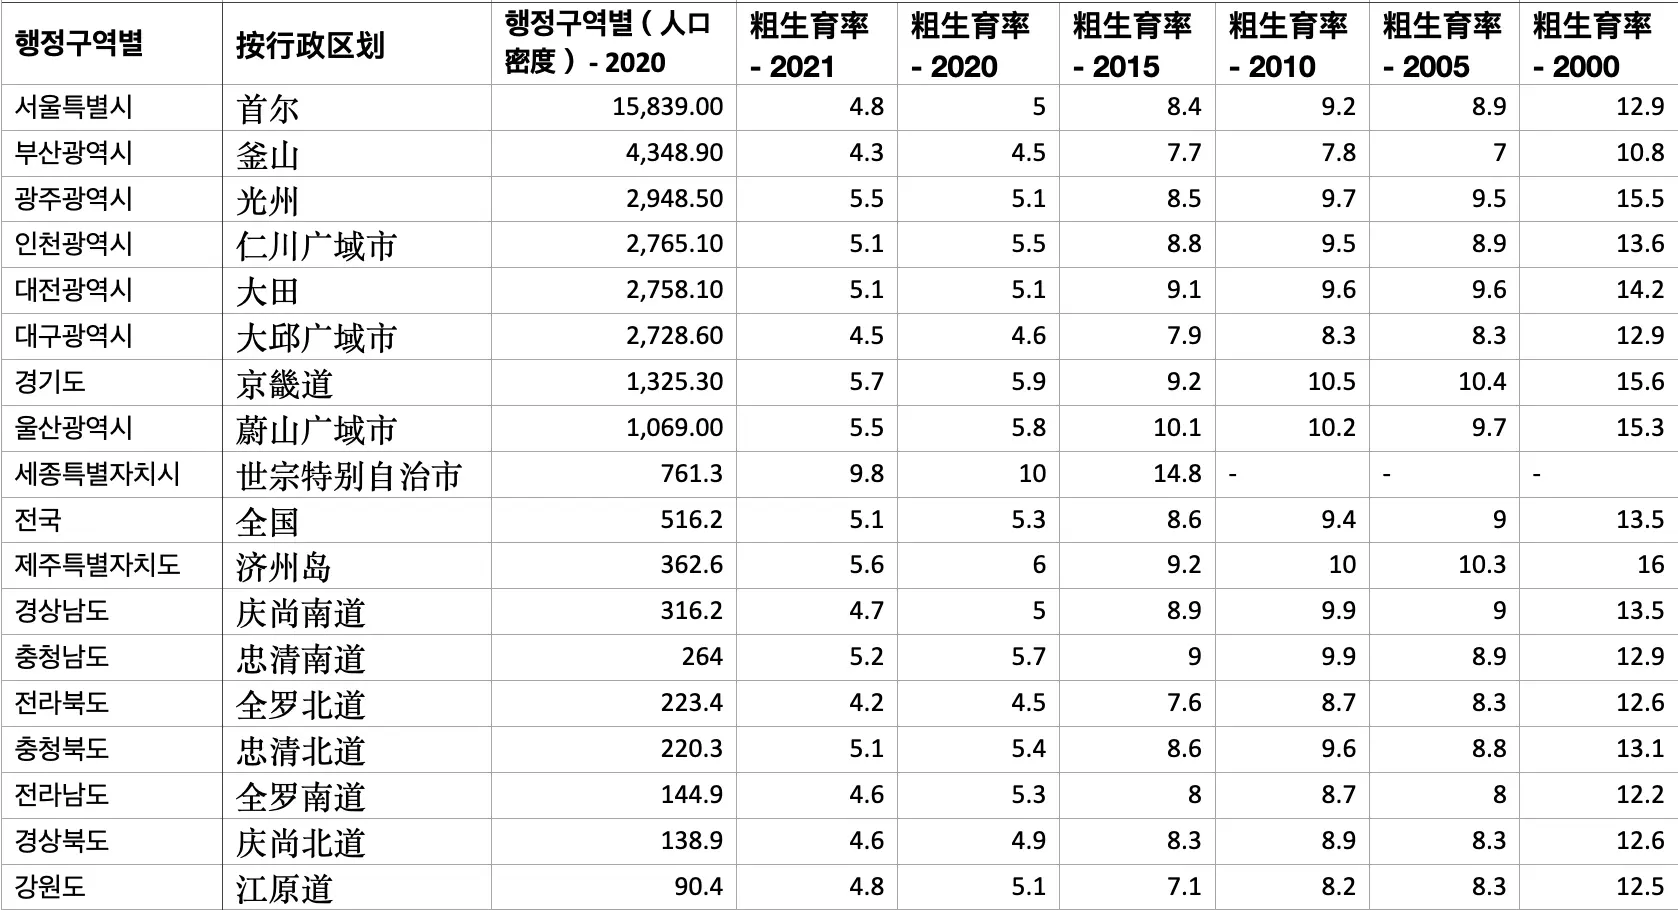 행정구역별 按行政区划 행정구역별（人口密度）- 2020 粗生育率 - 2021 粗生育率 - 2020 粗生育率 - 2015 粗生育率 - 2010 粗生育率 - 2005 粗生育率 - 2000
서울특별시 首尔 15,839.00 4.8 5 8.4 9.2 8.9 12.9
부산광역시 釜山 4,348.90 4.3 4.5 7.7 7.8 7 10.8
광주광역시 光州 2,948.50 5.5 5.1 8.5 9.7 9.5 15.5
인천광역시 仁川广域市 2,765.10 5.1 5.5 8.8 9.5 8.9 13.6
대전광역시 大田 2,758.10 5.1 5.1 9.1 9.6 9.6 14.2
대구광역시 大邱广域市 2,728.60 4.5 4.6 7.9 8.3 8.3 12.9
경기도 京畿道 1,325.30 5.7 5.9 9.2 10.5 10.4 15.6
울산광역시 蔚山广域市 1,069.00 5.5 5.8 10.1 10.2 9.7 15.3
세종특별자치시 世宗特别自治市 761.3 9.8 10 14.8 - - -
전국 全国 516.2 5.1 5.3 8.6 9.4 9 13.5
제주특별자치도 济州岛 362.6 5.6 6 9.2 10 10.3 16
경상남도 庆尚南道 316.2 4.7 5 8.9 9.9 9 13.5
충청남도 忠清南道 264 5.2 5.7 9 9.9 8.9 12.9
전라북도 全罗北道 223.4 4.2 4.5 7.6 8.7 8.3 12.6
충청북도 忠清北道 220.3 5.1 5.4 8.6 9.6 8.8 13.1
전라남도 全罗南道 144.9 4.6 5.3 8 8.7 8 12.2
경상북도 庆尚北道 138.9 4.6 4.9 8.3 8.9 8.3 12.6
강원도 江原道 90.4 4.8 5.1 7.1 8.2 8.3 12.5